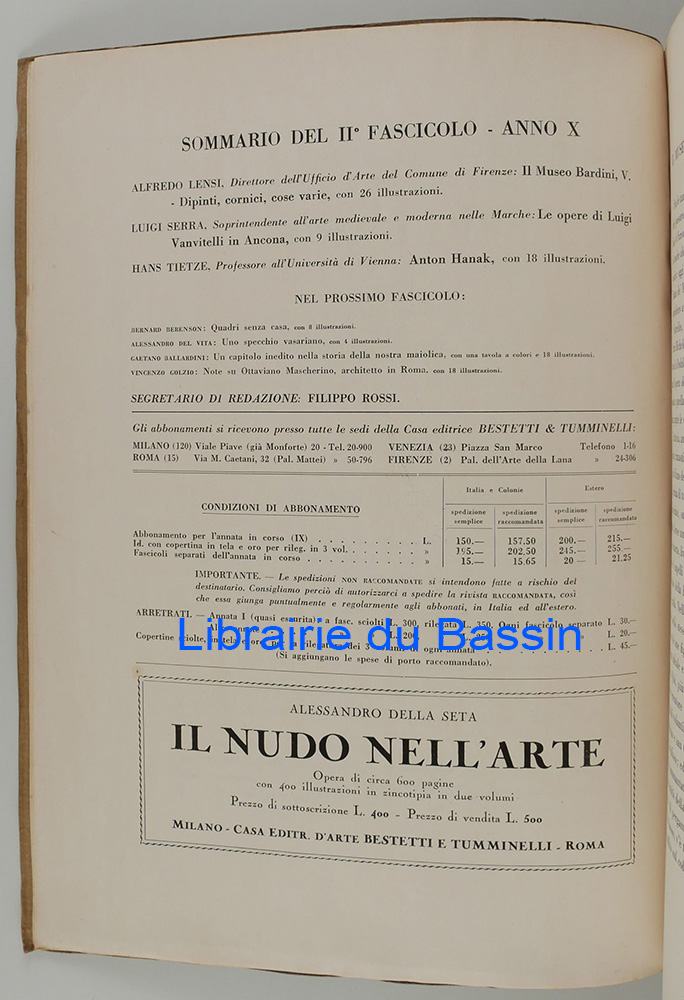 SOMMARIO DEL II° FASCICOLO - ANNO X
ALFREDO LENSI, Direttore dell'Ufficio d'Arte del Comune di Firenze: Il Museo Bardini, V.
- Dipinti, cornici, cose varie, con 26 illustrazioni.
LUIGI SERRA, Soprintendente all'arte medievale e moderna nelle Marche: Le opere di Luigi
Vanvitelli in Ancona, con 9 illustrazioni.
HANS TIETZE, Professore all'Università di Vienna: Anton Hanak, con 18 illustrazioni.
NEL PROSSIMO FASCICOLO:
BERNARD BERENSON: Quadri senza casa, con 8 illustrazioni.
ALESSANDRO DEL VITA: Uno specchio vasariano, con 4 illustrazioni.
GAETANO BALLARDINI: Un capitolo inedito nella storia della nostra maiolica, con una tavola a colori e 18 illustrazioni.
VINCENZO GOLZIO: Note su Ottaviano Mascherino, architetto in Roma, con 18 illustrazioni.
SEGRETARIO DI REDAZIONE: FILIPPO ROSSI.
Gli abbonamenti si ricevono presso tutte le sedi della Casa editrice BESTETTI & TUMMINELLI:
MILANO (120) Viale Piave (già Monforte) 20 - Tel. 20-900 VENEZIA (23) Piazza San Marco Telefono 1-16
ROMA (15) Via M. Caetani, 32 (Pal. Mattei) » 50-796 FIRENZE (2) Pal. dell'Arte della Lana » 24-306
CONDIZIONI DI ABBONAMENTO
Italia e Colonie Estero
spedizione semplice spedizione raccomandata spedizione semplice spedizione raccomandata
Abbonamento per l'annata in corso (IX) . . . . . . . . . L. 150.— 157.50 200.— 215.—
Id. con copertina in tela e oro per rileg. in 3 vol. . . . . . . . » 195.— 202.50 245.— 255—
Fascicoli separati dell'annata in corso . . . . . . . . . . » 15.— 15.65 20— 21.25
IMPORTANTE. — Le spedizioni NON RACCOMANDATE si intendono fatte a rischio del
destinatario. Consigliamo perciò di autorizzarci a spedire la rivista RACCOMANDATA, così
che essa giunga puntualmente e regolarmente agli abbonati, in Italia ed all'estero.
ARRETRATI. — Annata I (quasi esaurita) a fasc. sciolti L. 300, rilegata L. 350. Ogni fascicolo separato L. 30.—
L. 200, L. 20.—
Copertine sciolte, in tela e oro, per la rilegatura dei 3 di ogni annata . . . . . L. 45.—
(Si aggiungano le spese di porto raccomandato).
Librairie du Bassin
ALESSANDRO DELLA SETA
IL NUDO NELL'ARTE
Opera di circa 600 pagine
con 400 illustrazioni in zincotipia in due volumi
Prezzo di sottoscrizione L. 400 - Prezzo di vendita L. 500
MILANO - CASA EDITR. D'ARTE BESTETTI E TUMMINELLI - ROMA